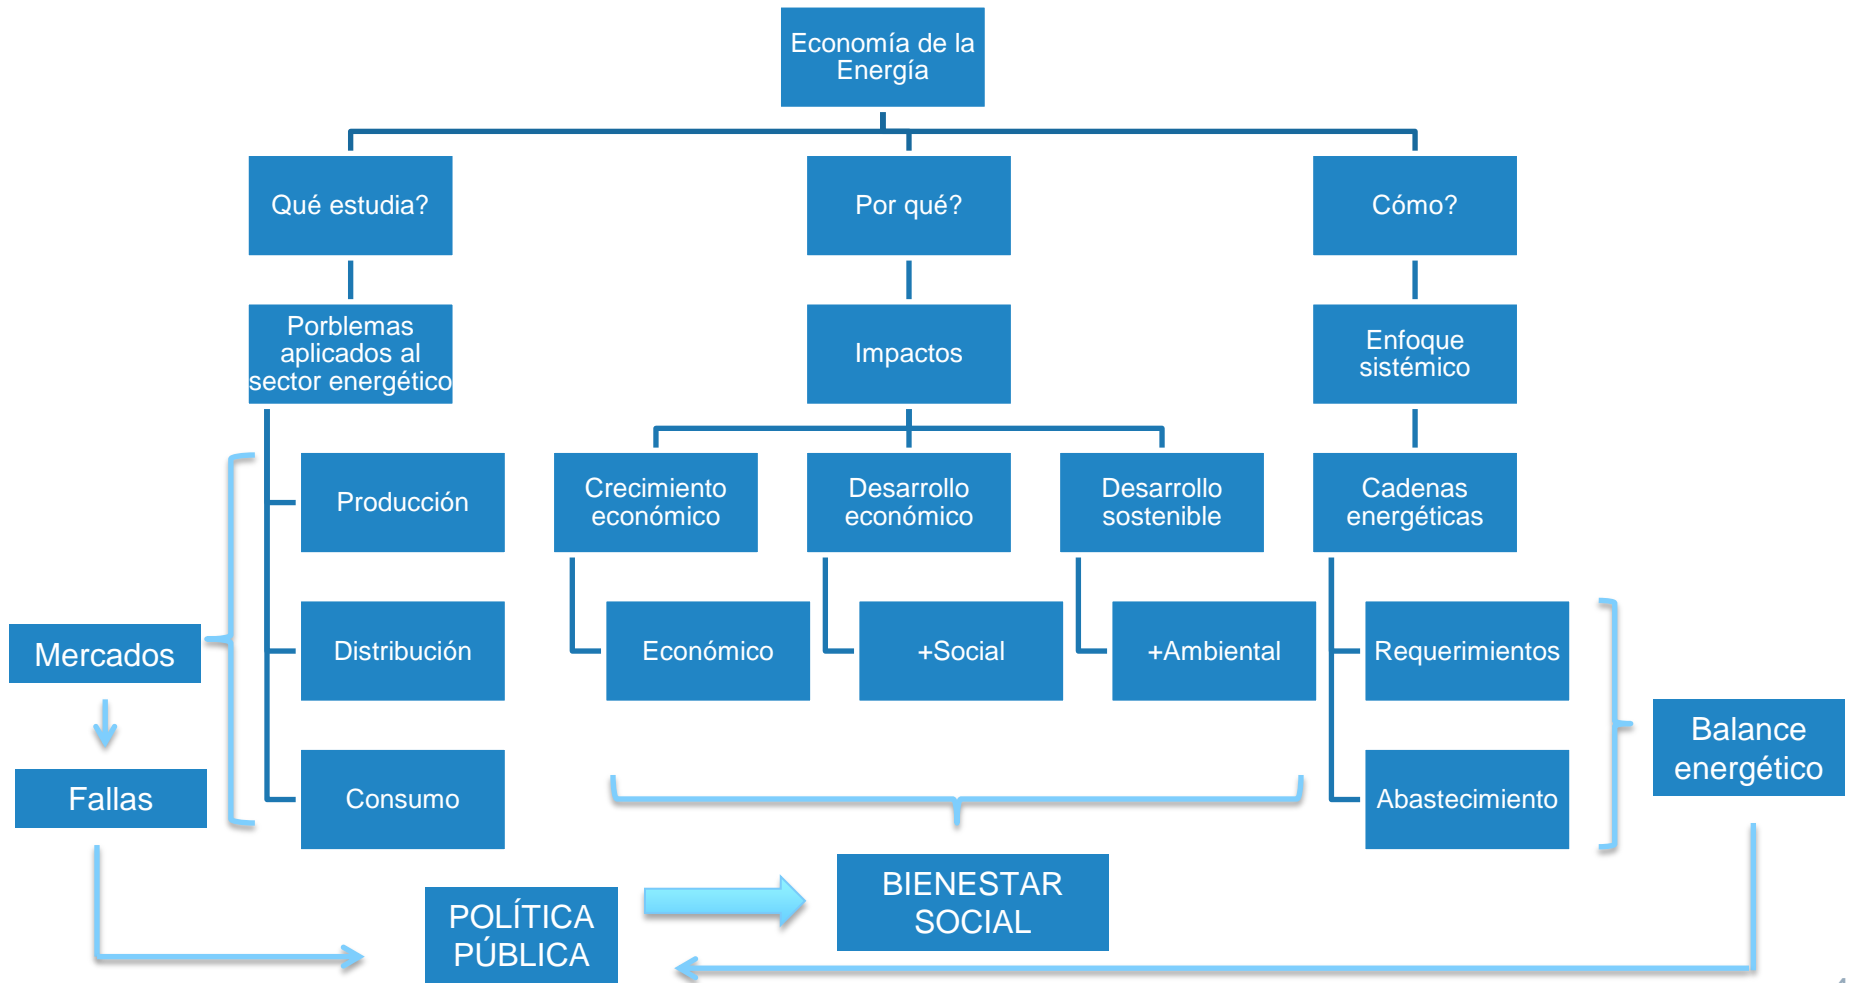 Economía de la
Energía
Qué estudia?
Por qué?
Cómo?
Porblemas
aplicados al
sector energético
Impactos
Enfoque
sistémico
Producción
Crecimiento
económico
Desarrollo
económico
Desarrollo
sostenible
Cadenas
energéticas
Mercados
Distribución
Económico
+Social
+Ambiental
Requerimientos
Balance
energético
Fallas
Consumo
Abastecimiento
POLÍTICA
PÚBLICA
BIENESTAR
SOCIAL